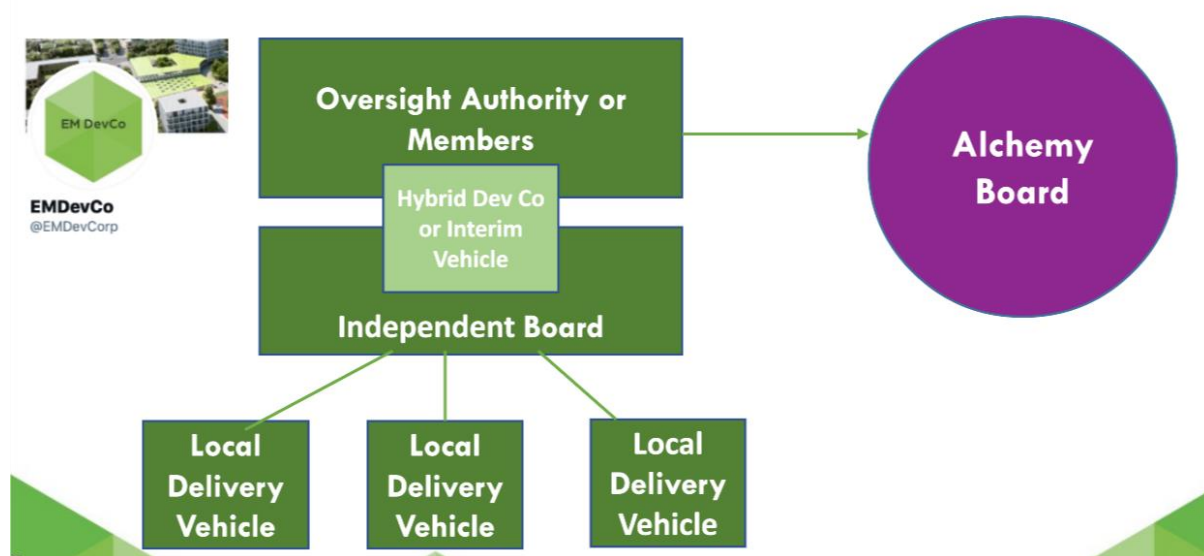 EM DevCo
EMDevCo
@EMDevCorp
Oversight Authority or
Members
Hybrid Dev Co
or Interim
Vehicle
Independent Board
Alchemy
Board
Local
Delivery
Vehicle
Local
Delivery
Vehicle
Local
Delivery
Vehicle